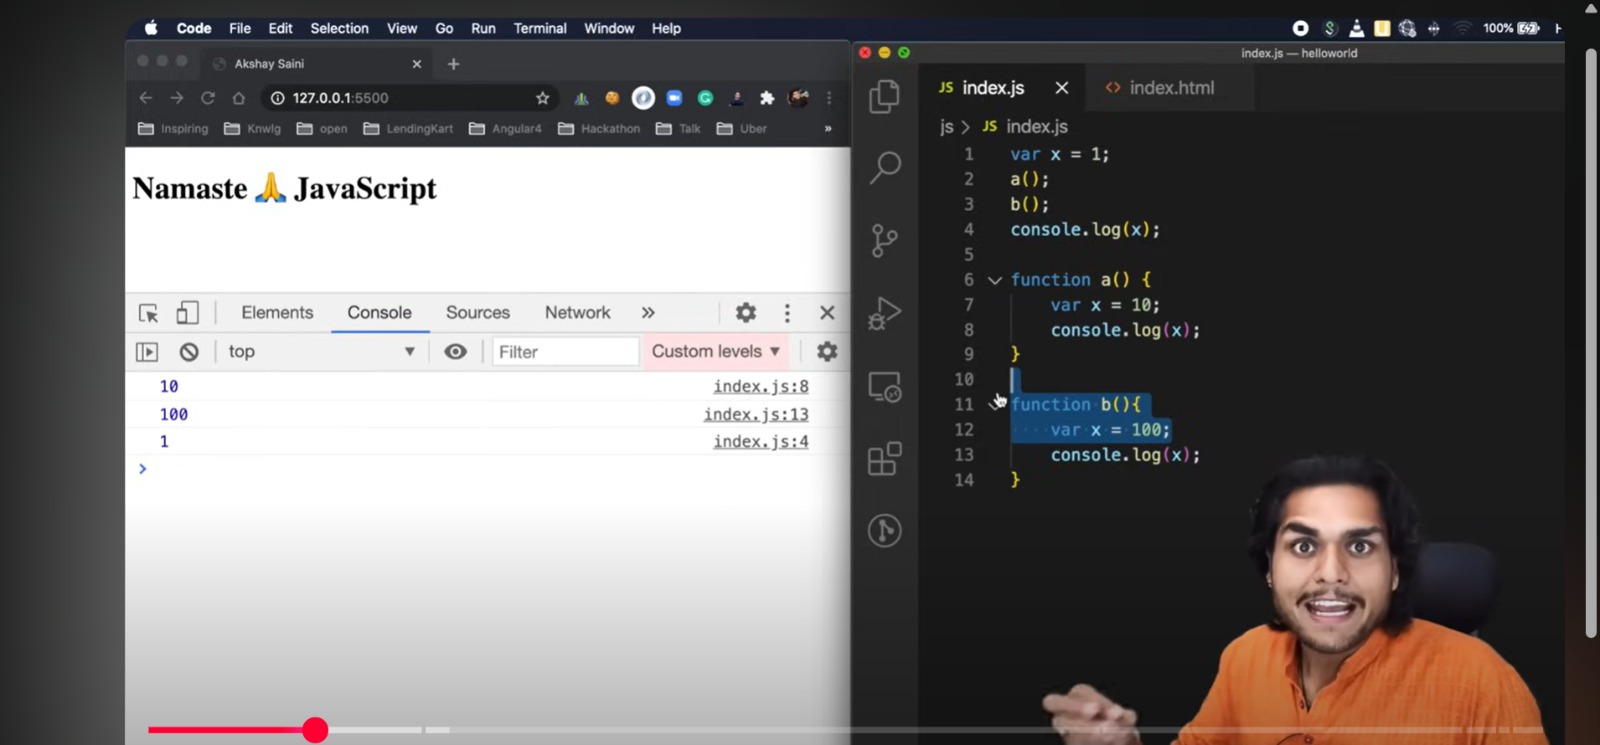 Code File Edit Selection View Go Run Terminal Window Help
100%
Akshay Saini
127.0.0.1:5500
Inspiring Knwlg open LendingKart Angular4 Hackathon Talk Uber »
Namaste 🙏 JavaScript
Elements Console Sources Network »
top Filter Custom levels ▼
10 index.js:8
100 index.js:13
1 index.js:4
>
index.js — helloworld
JS index.js <> index.html
js > JS index.js
1 var x = 1;
2 a();
3 b();
4 console.log(x);
5
6 function a() {
7 var x = 10;
8 console.log(x);
9 }
10
11 function b(){
12 var x = 100;
13 console.log(x);
14 }